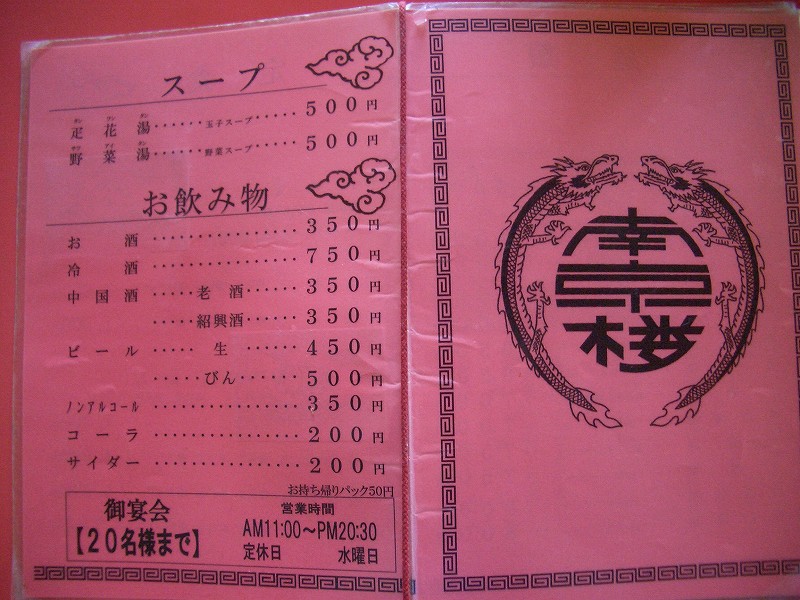 スープ
疋花湯······玉子スープ·····500円
野菜湯······野菜スープ·····500円
お飲み物
お酒················350円
冷酒················750円
中国酒·····老酒······350円
·····紹興酒······350円
ビール·····生······450円
·····びん······500円
ノンアルコール················350円
コーラ················200円
サイダー················200円
お持ち帰りパック50円
御宴会
【20名様まで】
営業時間
AM11:00～PM20:30
定休日 水曜日
楼